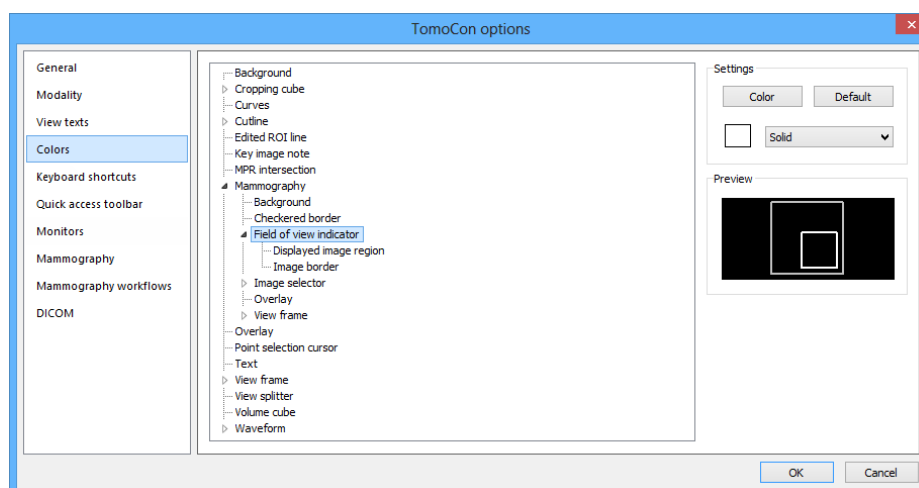 TomoCon options
General
Modality
View texts
Colors
Keyboard shortcuts
Quick access toolbar
Monitors
Mammography
Mammography workflows
DICOM
Background
Cropping cube
Curves
Cutline
Edited ROI line
Key image note
MPR intersection
Mammography
Background
Checkered border
Field of view indicator
Displayed image region
Image border
Image selector
Overlay
View frame
Overlay
Point selection cursor
Text
View frame
View splitter
Volume cube
Waveform
Settings
Color Default
Solid
Preview
OK Cancel